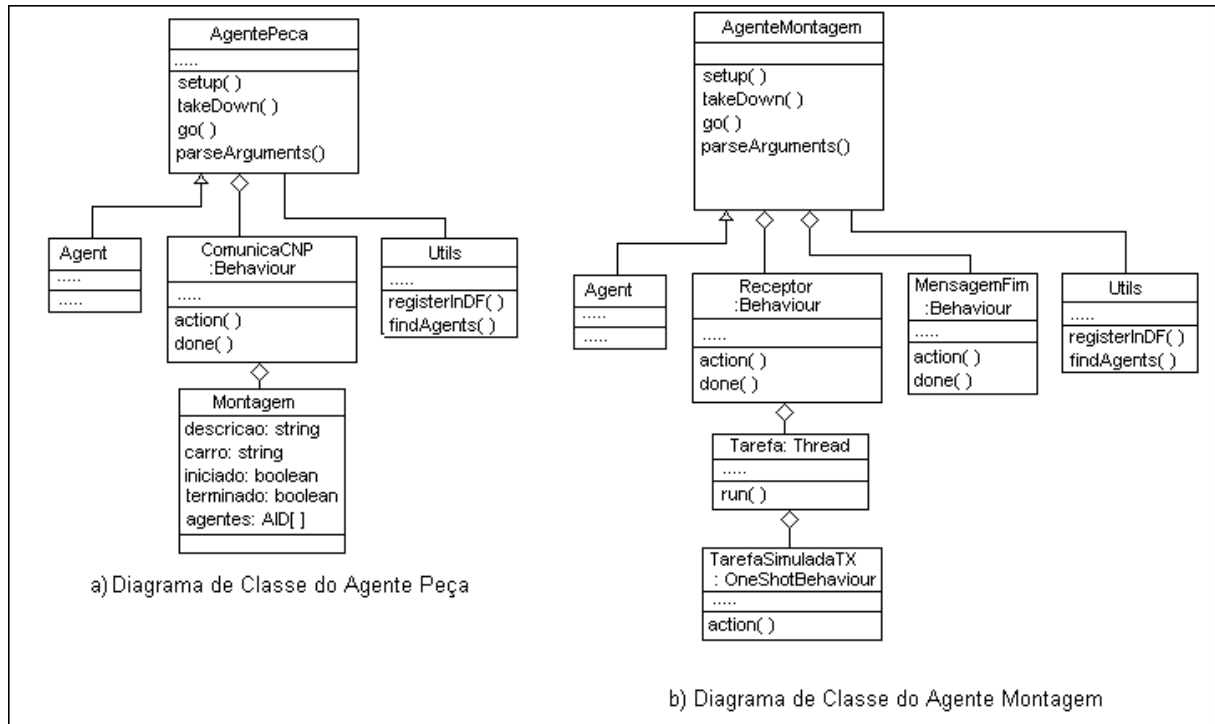 AgentePeca
.....
setup( )
takeDown( )
go( )
parseArguments()
Agent
.....
.....
ComunicaCNP
:Behaviour
.....
action( )
done( )
Utils
.....
registerInDF( )
findAgents( )
Montagem
descricao: string
carro: string
iniciado: boolean
terminado: boolean
agentes: AID[ ]
a) Diagrama de Classe do Agente Peça
AgenteMontagem
setup( )
takeDown( )
go( )
parseArguments()
Agent
.....
.....
Receptor
:Behaviour
.....
action( )
done( )
MensagemFim
:Behaviour
.....
action( )
done( )
Utils
.....
registerInDF( )
findAgents( )
Tarefa: Thread
.....
run( )
TarefaSimuladaTX
: OneShotBehaviour
.....
action( )
b) Diagrama de Classe do Agente Montagem